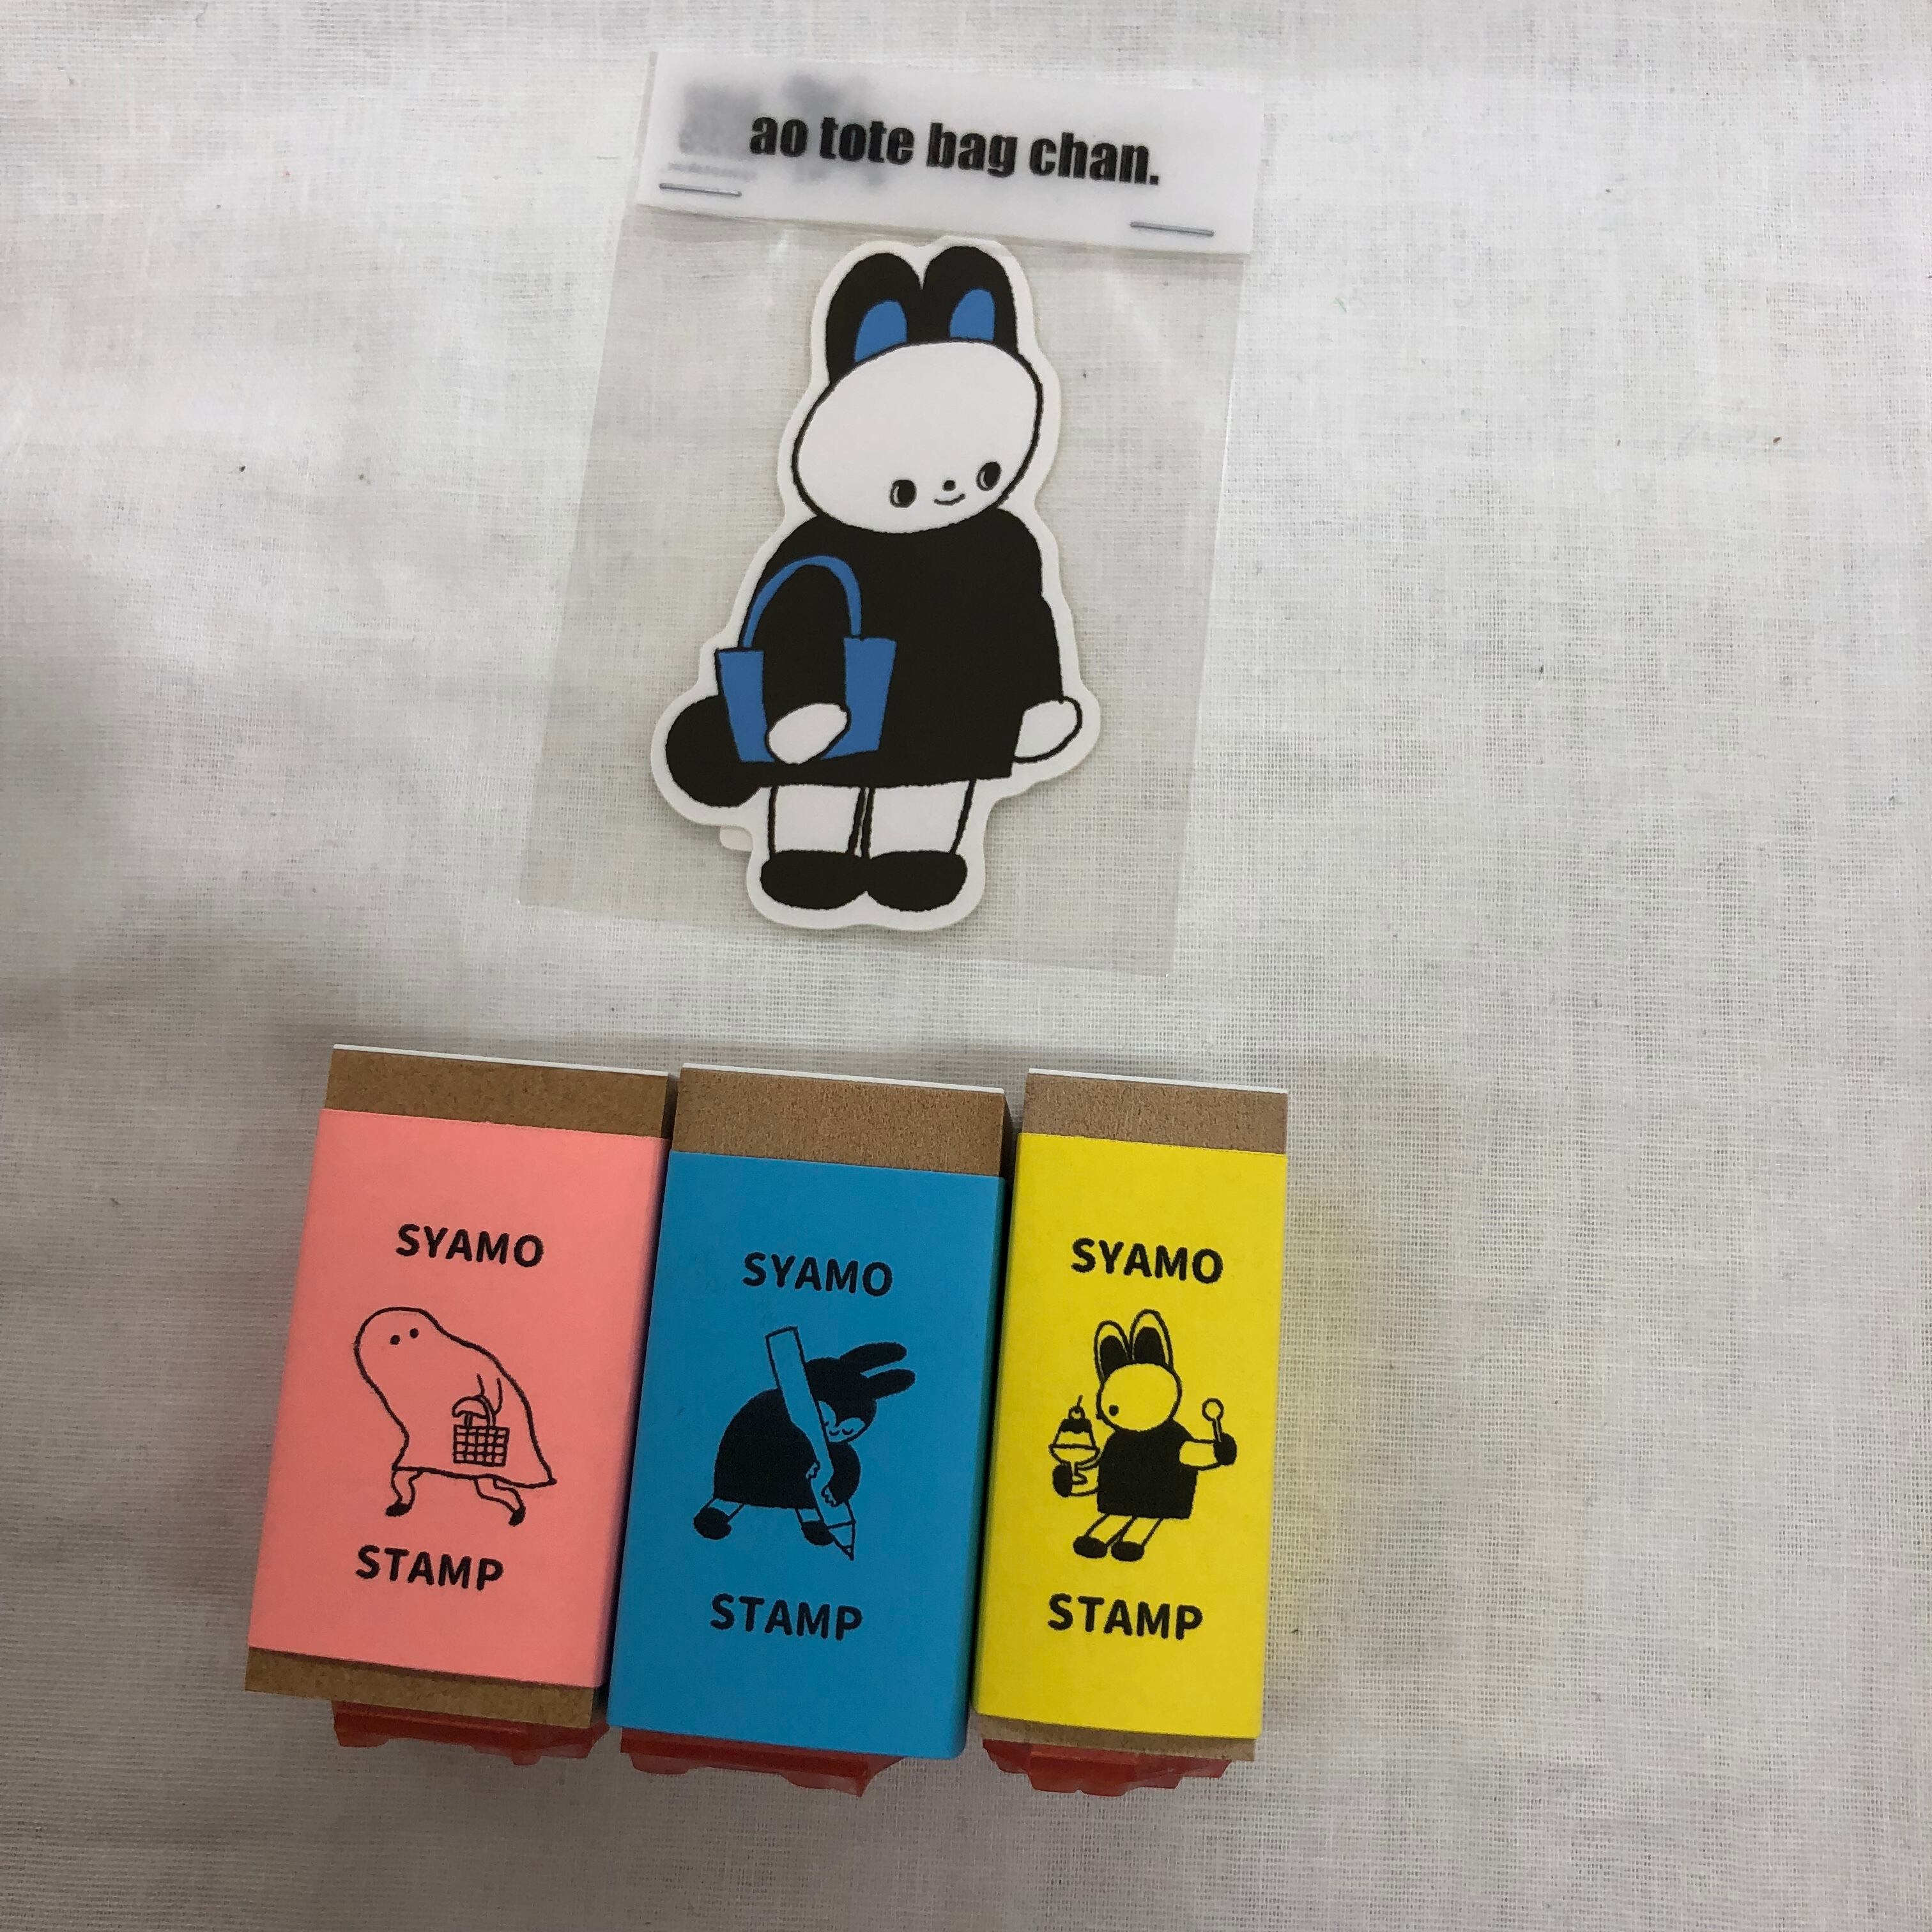 ao tote bag chan.
SYAMO
STAMP
SYAMO
STAMP
SYAMO
STAMP